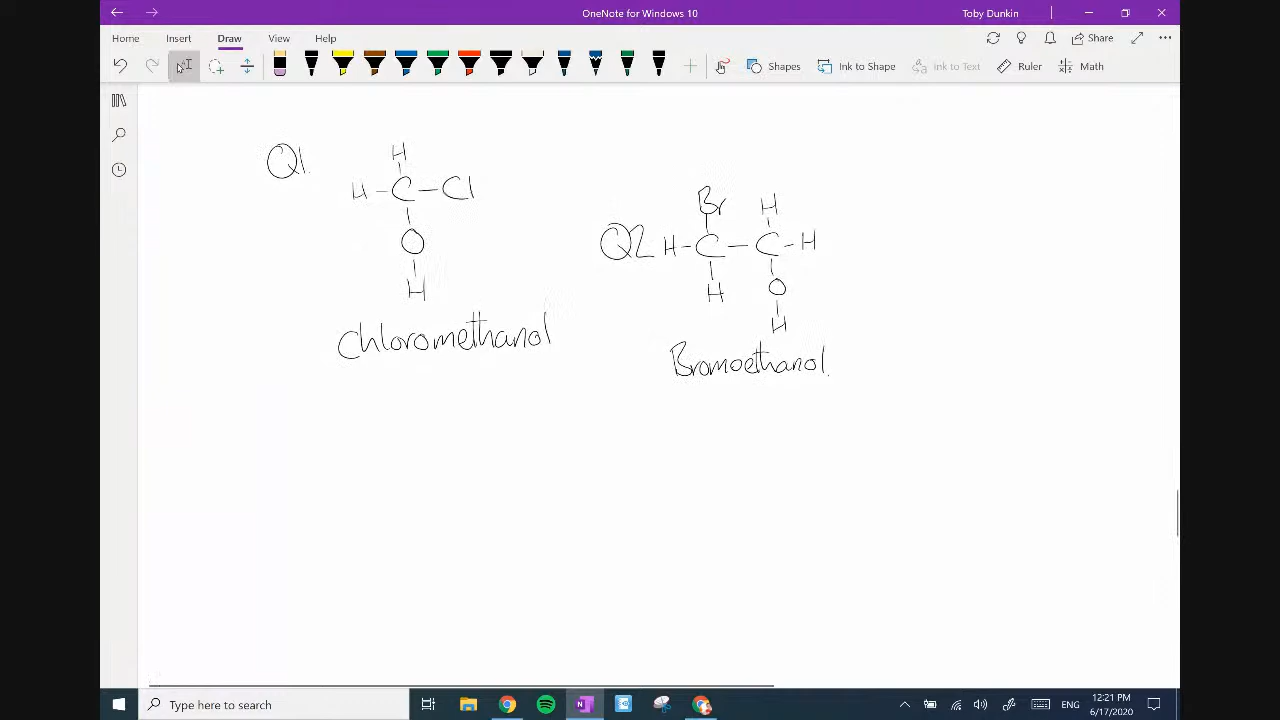 OneNote for Windows 10
Toby Dunkin
Home Insert Draw View Help
Share
Shapes Ink to Shape Ink to Text Ruler Math
Q1.
H
H - C - Cl
O
H
Chloromethanol
Br H
Q2 H - C - C - H
H O
H
Bromoethanol.
Type here to search
ENG
12:21 PM
6/17/2020